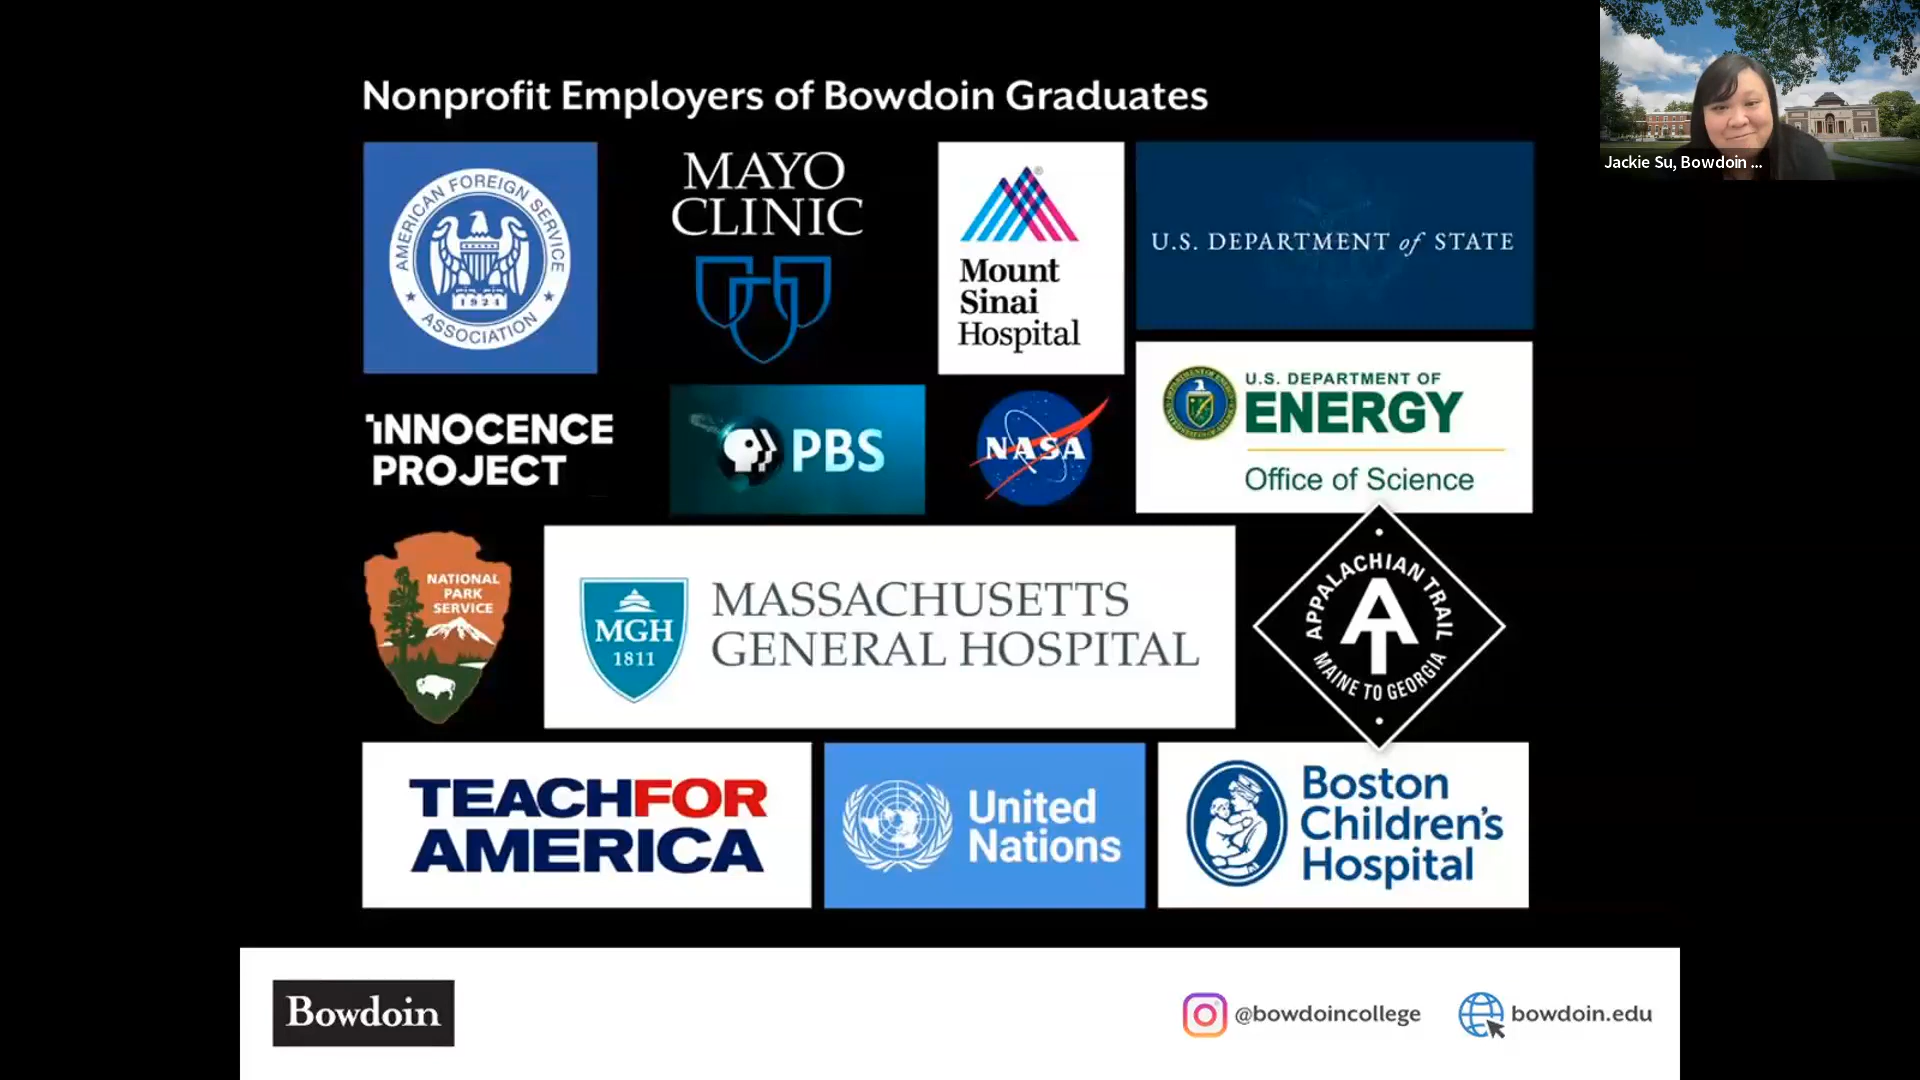 Nonprofit Employers of Bowdoin Graduates
Jackie Su, Bowdoin ...
AMERICAN FOREIGN SERVICE
1924
ASSOCIATION
MAYO
CLINIC
Mount
Sinai
Hospital
U.S. DEPARTMENT of STATE
INNOCENCE
PROJECT
PBS
NASA
U.S. DEPARTMENT OF
ENERGY
Office of Science
NATIONAL
PARK
SERVICE
MGH
1811
MASSACHUSETTS
GENERAL HOSPITAL
APPALACHIAN TRAIL
AT
MAINE TO GEORGIA
TEACHFOR
AMERICA
United
Nations
Boston
Children's
Hospital
Bowdoin
@bowdoincollege
bowdoin.edu